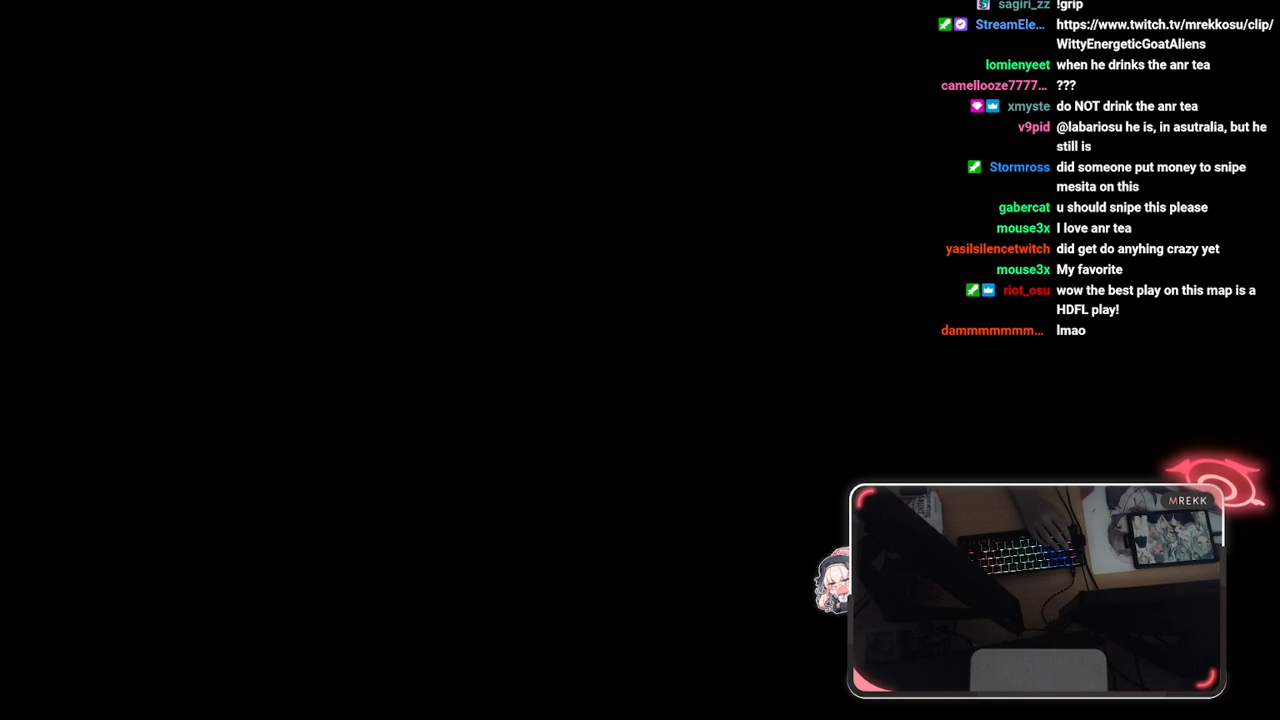 sagiri_zz !grip
StreamEle... https://www.twitch.tv/mrekkosu/clip/
WittyEnergeticGoatAliens
lomienyeet when he drinks the anr tea
camellooze7777... ???
xmyste do NOT drink the anr tea
v9pid @labariosu he is, in asutralia, but he
still is
Stormross did someone put money to snipe
mesita on this
gabercat u should snipe this please
mouse3x I love anr tea
yasilsilencetwitch did get do anyhing crazy yet
mouse3x My favorite
riot_osu wow the best play on this map is a
HDFL play!
dammmmmmm... lmao
MREKK